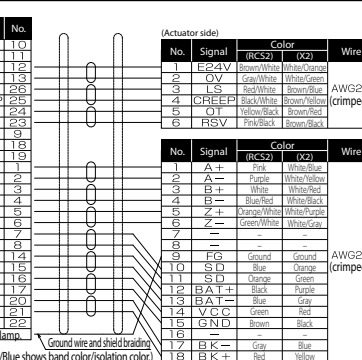 No.
10
11
12
13
26
25
24
23
9
18
19
1
2
3
4
5
6
7
8
14
15
16
17
20
21
22
(Actuator side)
No. Signal Color Wire
(RCS2) (X2)
1 E24V Brown/White White/Orange
2 0V Gray/White White/Green
3 LS Red/White Brown/Blue
4 CREEP Black/White Brown/Yellow
5 OT Yellow/Black Brown/Red
6 RSV Pink/Black Brown/Black
AWG2
(crimpe
No. Signal Color Wire
(RCS2) (X2)
1 A+ Pink White/Blue
2 A− Purple White/Yellow
3 B+ White White/Red
4 B− Blue/Red White/Black
5 Z+ Orange/White White/Purple
6 Z− Green/White White/Gray
7 − − −
8 − − −
9 FG Ground Ground
10 SD Blue Orange
11 SD Orange Green
12 BAT+ Black Purple
13 BAT− Blue Gray
14 VCC Green Red
15 GND Brown Black
16 − − −
17 BK− Gray Blue
18 BK+ Red Yellow
AWG2
(crimpe
lamp.
Ground wire and shield braiding
/Blue shows band color/isolation color.)